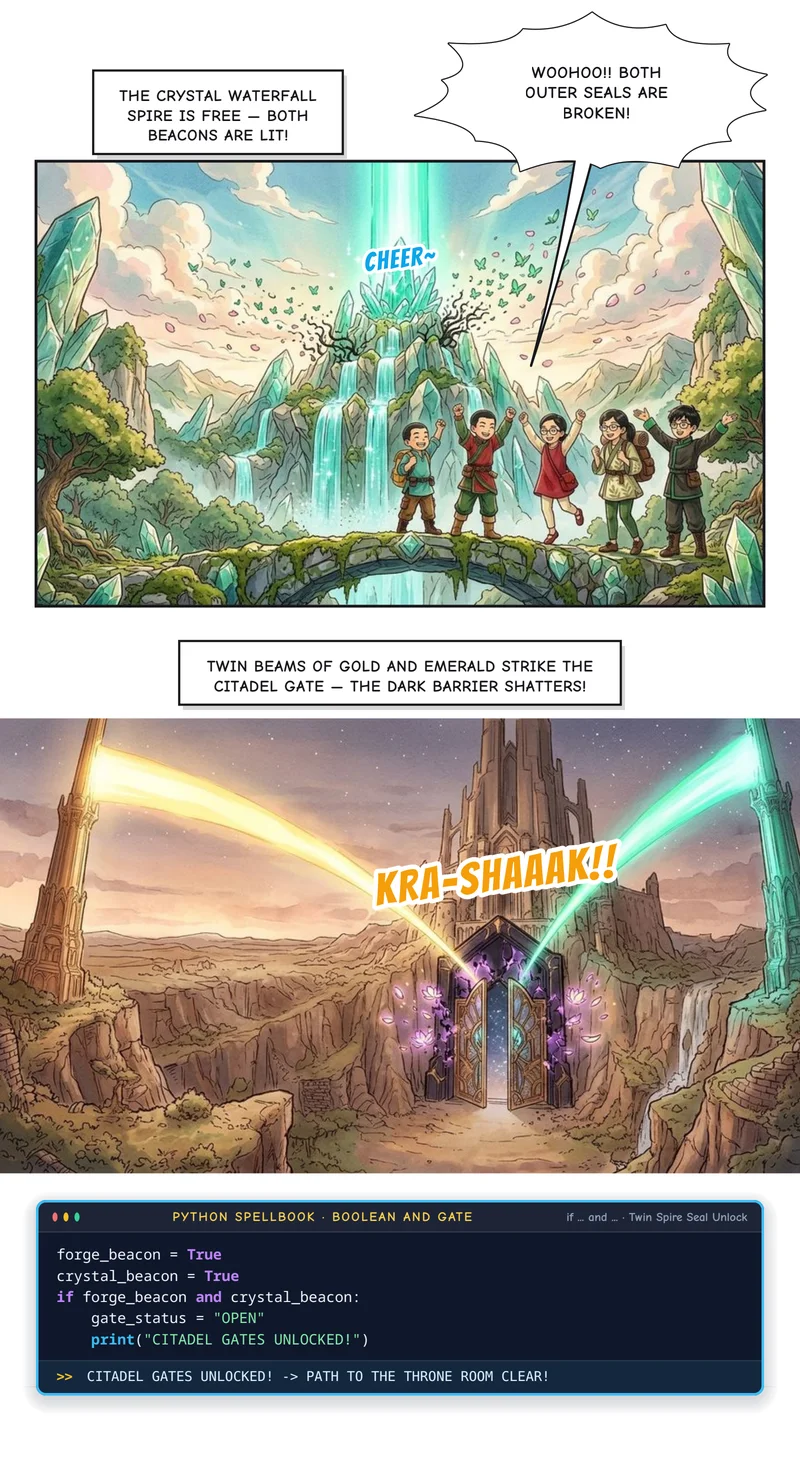 THE CRYSTAL WATERFALL
SPIRE IS FREE — BOTH
BEACONS ARE LIT!
WOOHOO!! BOTH
OUTER SEALS ARE
BROKEN!
CHEER~
TWIN BEAMS OF GOLD AND EMERALD STRIKE THE
CITADEL GATE — THE DARK BARRIER SHATTERS!
KRA-SHAAAK!!
PYTHON SPELLBOOK · BOOLEAN AND GATE
if … and … · Twin Spire Seal Unlock
forge_beacon = True
crystal_beacon = True
if forge_beacon and crystal_beacon:
    gate_status = "OPEN"
    print("CITADEL GATES UNLOCKED!")
>> CITADEL GATES UNLOCKED! -> PATH TO THE THRONE ROOM CLEAR!